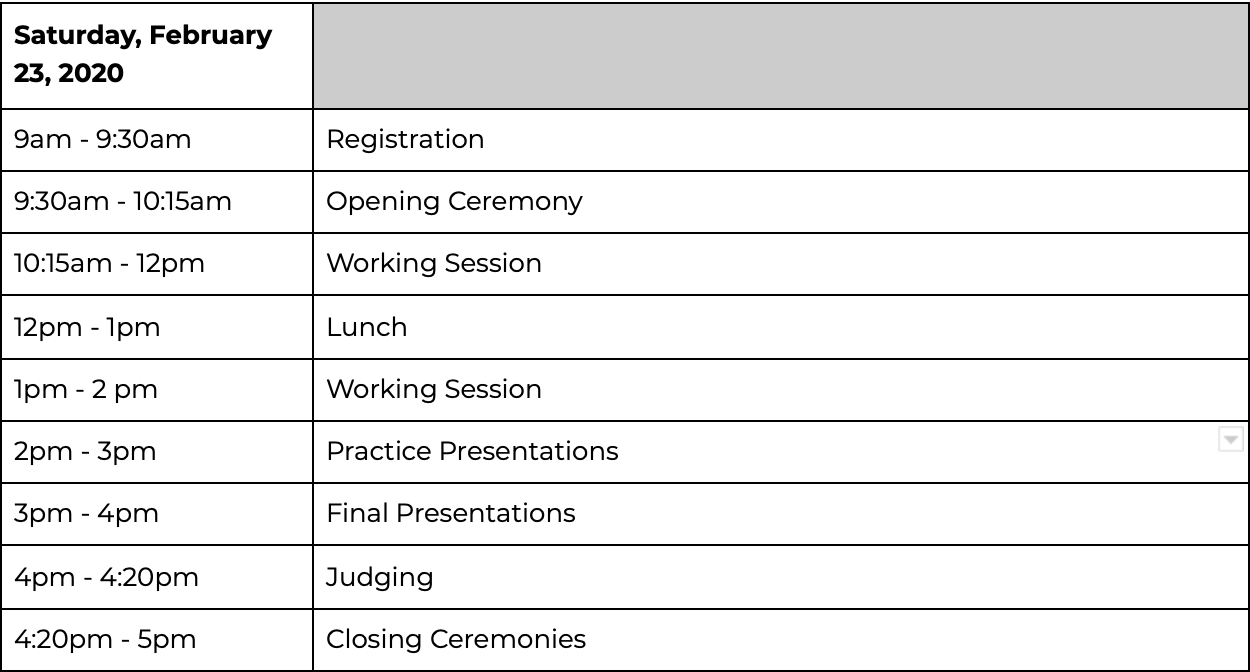 Saturday, February
23, 2020
9am - 9:30am Registration
9:30am - 10:15am Opening Ceremony
10:15am - 12pm Working Session
12pm - 1pm Lunch
1pm - 2 pm Working Session
2pm - 3pm Practice Presentations
3pm - 4pm Final Presentations
4pm - 4:20pm Judging
4:20pm - 5pm Closing Ceremonies